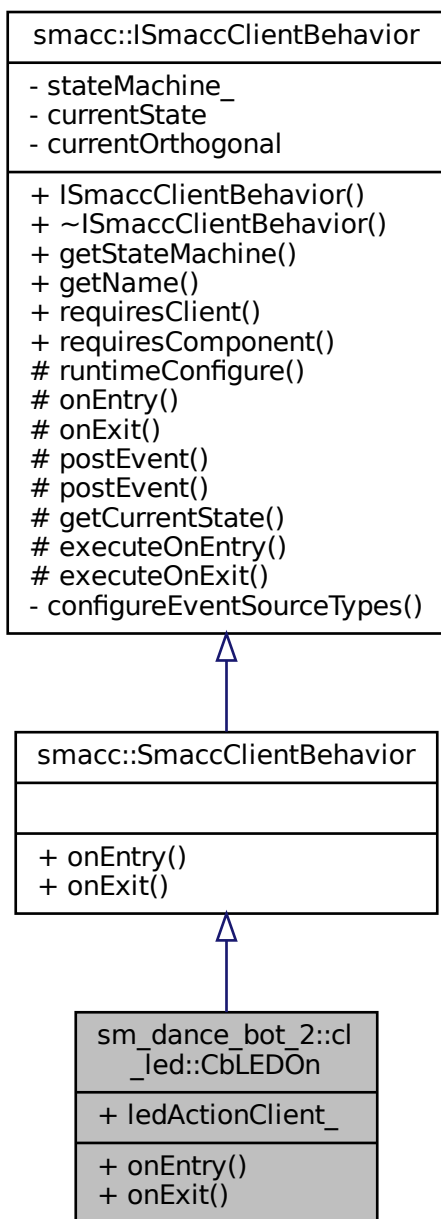 smacc::ISmaccClientBehavior
- stateMachine_
- currentState
- currentOrthogonal
+ ISmaccClientBehavior()
+ ~ISmaccClientBehavior()
+ getStateMachine()
+ getName()
+ requiresClient()
+ requiresComponent()
# runtimeConfigure()
# onEntry()
# onExit()
# postEvent()
# postEvent()
# getCurrentState()
# executeOnEntry()
# executeOnExit()
- configureEventSourceTypes()
smacc::SmaccClientBehavior
+ onEntry()
+ onExit()
sm_dance_bot_2::cl
_led::CbLEDOn
+ ledActionClient_
+ onEntry()
+ onExit()